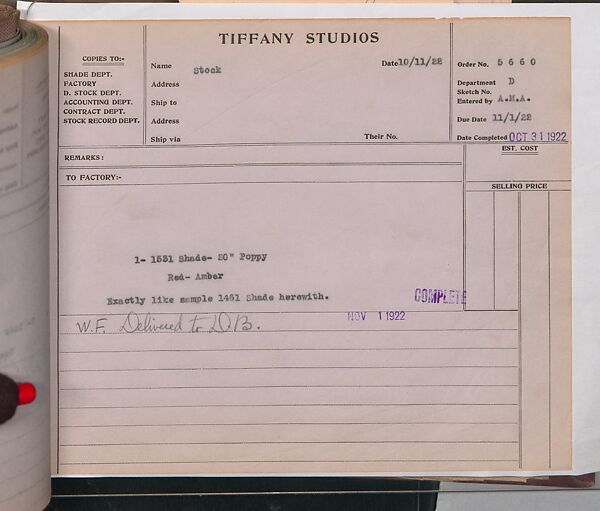 TIFFANY STUDIOS
COPIES TO:-
SHADE DEPT.
FACTORY
D. STOCK DEPT.
ACCOUNTING DEPT.
CONTRACT DEPT.
STOCK RECORD DEPT.
Name Stock
Date 10/11/22
Address
Ship to
Address
Ship via
Their No.
Order No. 5660
Department D
Sketch No.
Entered by A.M.A.
Due Date 11/1/22
Date Completed OCT 31 1922
REMARKS:
EST. COST
TO FACTORY:-
SELLING PRICE
1- 1531 Shade- 20" Poppy
Red- Amber
Exactly like sample 1461 Shade herewith.
COMPLETE
NOV 1 1922
W.F. Delivered to D.B.